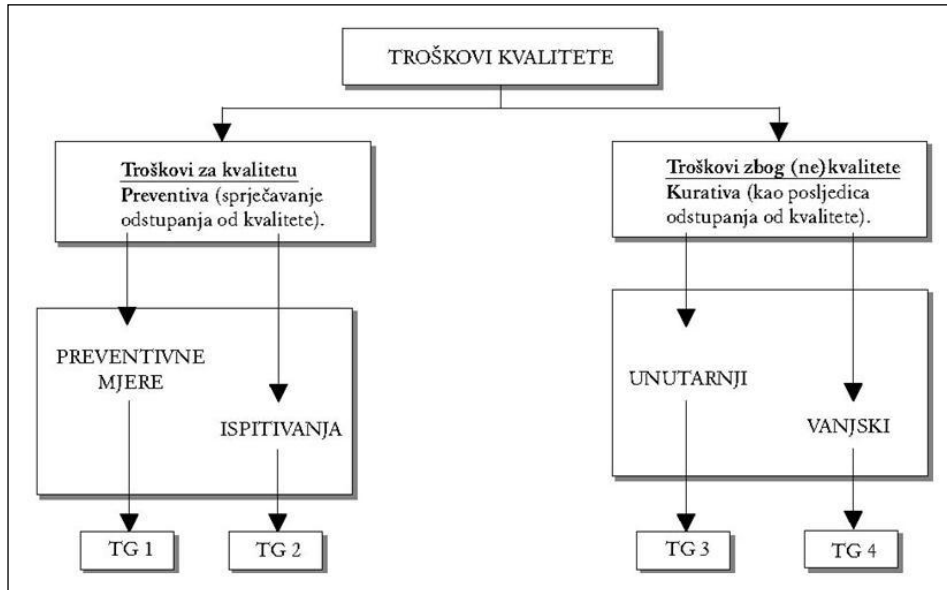 TROŠKOVI KVALITETE
Troškovi za kvalitetu
Preventiva (sprječavanje
odstupanja od kvalitete).
Troškovi zbog (ne)kvalitete
Kurativa (kao posljedica
odstupanja od kvalitete).
PREVENTIVNE
MJERE
ISPITIVANJA
UNUTARNJI
VANJSKI
TG 1
TG 2
TG 3
TG 4